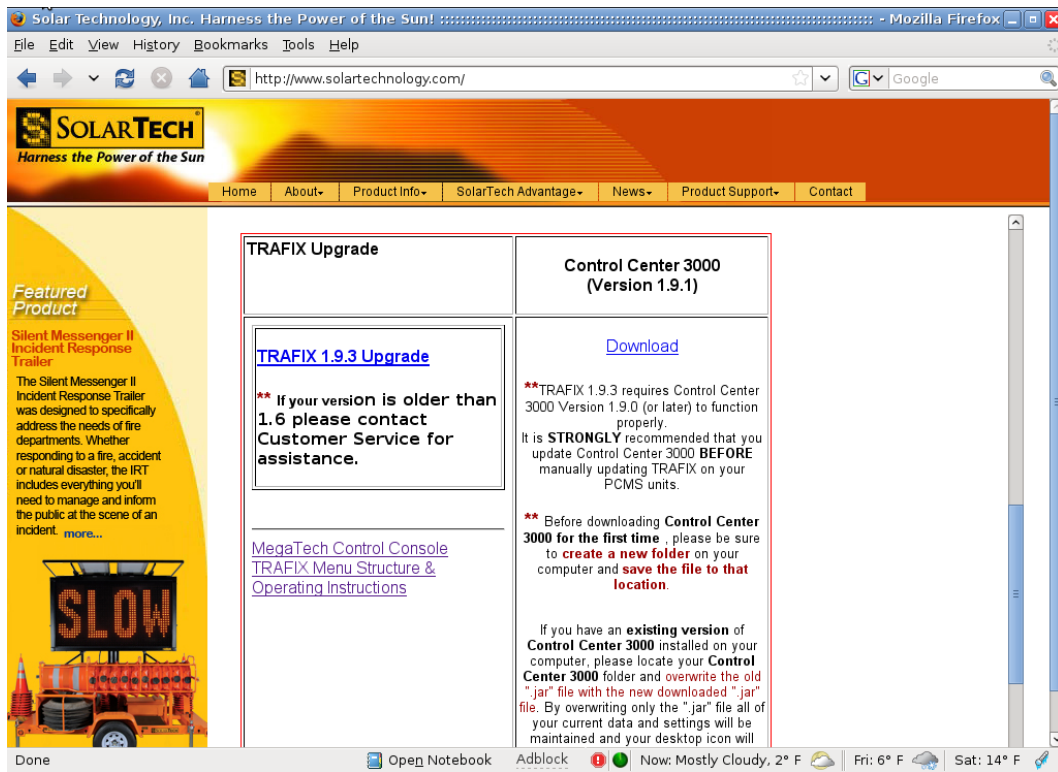 Solar Technology, Inc. Harness the Power of the Sun! :::::::::::::::::::::::::::::::::::::::::::::::::::::::::::::::::::::::::::: - Mozilla Firefox
File Edit View History Bookmarks Tools Help
http://www.solartechnology.com/
G
Google
SOLARTECH®
Harness the Power of the Sun
Home About Product Info SolarTech Advantage News Product Support Contact
Featured
Product
Silent Messenger II
Incident Response
Trailer
The Silent Messenger II
Incident Response Trailer
was designed to specifically
address the needs of fire
departments. Whether
responding to a fire, accident
or natural disaster, the IRT
includes everything you'll
need to manage and inform
the public at the scene of an
incident. more...
SLOW
TRAFIX Upgrade
TRAFIX 1.9.3 Upgrade
** If your version is older than
1.6 please contact
Customer Service for
assistance.
MegaTech Control Console
TRAFIX Menu Structure &
Operating Instructions
Control Center 3000
(Version 1.9.1)
Download
**TRAFIX 1.9.3 requires Control Center
3000 Version 1.9.0 (or later) to function
properly.
It is STRONGLY recommended that you
update Control Center 3000 BEFORE
manually updating TRAFIX on your
PCMS units.
** Before downloading Control Center
3000 for the first time , please be sure
to create a new folder on your
computer and save the file to that
location.
If you have an existing version of
Control Center 3000 installed on your
computer, please locate your Control
Center 3000 folder and overwrite the old
".jar" file with the new downloaded ".jar"
file. By overwriting only the ".jar" file all of
your current data and settings will be
maintained and your desktop icon will
Done
Open Notebook Adblock Now: Mostly Cloudy, 2° F Fri: 6° F Sat: 14° F